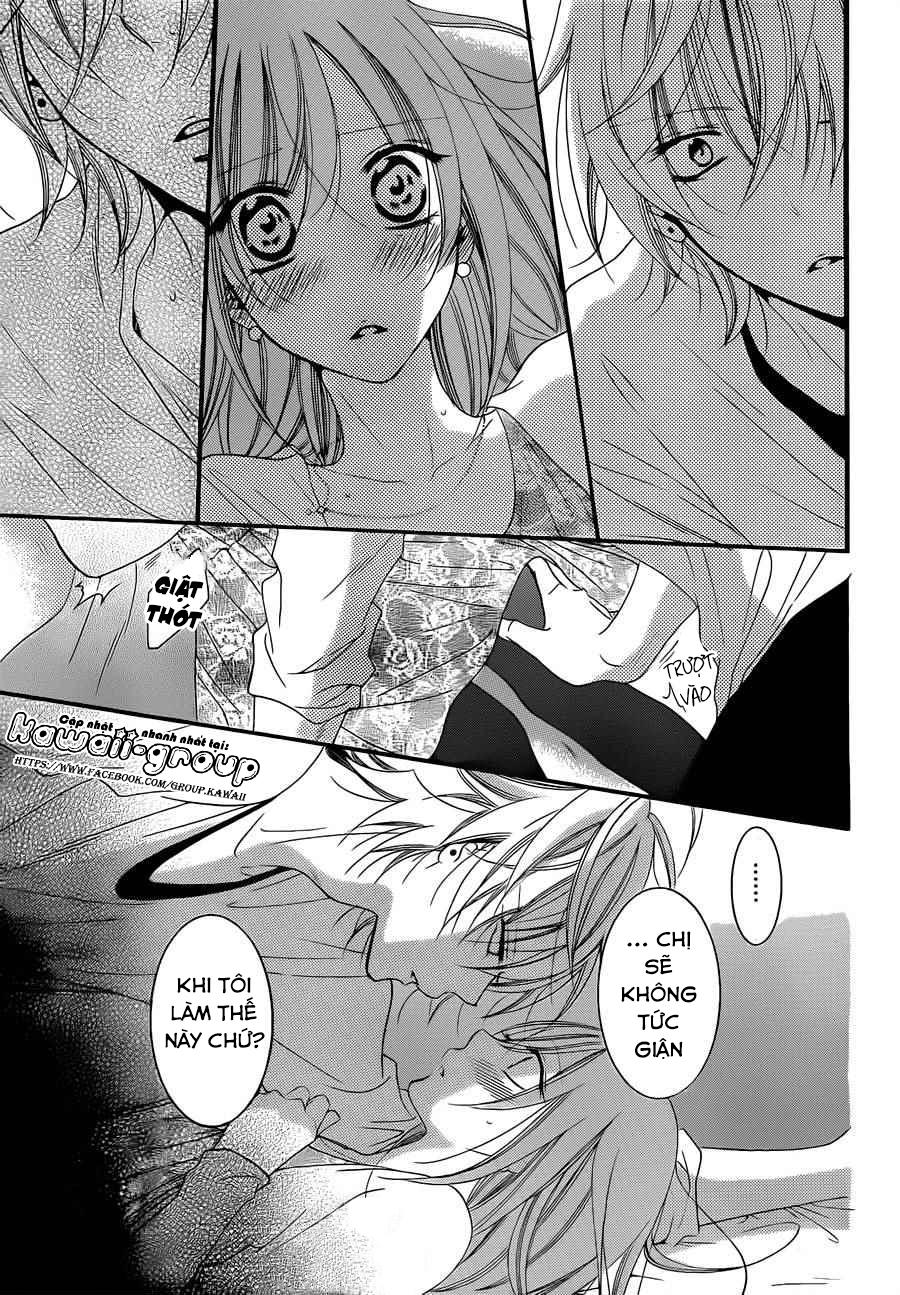 GIẬT
THÓT
TRƯỢT
VÀO
Cập nhật
nhanh nhất tại:
kawaii-group
HTTPS://WWW.FACEBOOK.COM/GROUP.KAWAII
......
... CHỊ
SẼ
KHÔNG
TỨC
GIẬN
KHI TÔI
LÀM THẾ
NÀY CHỨ?